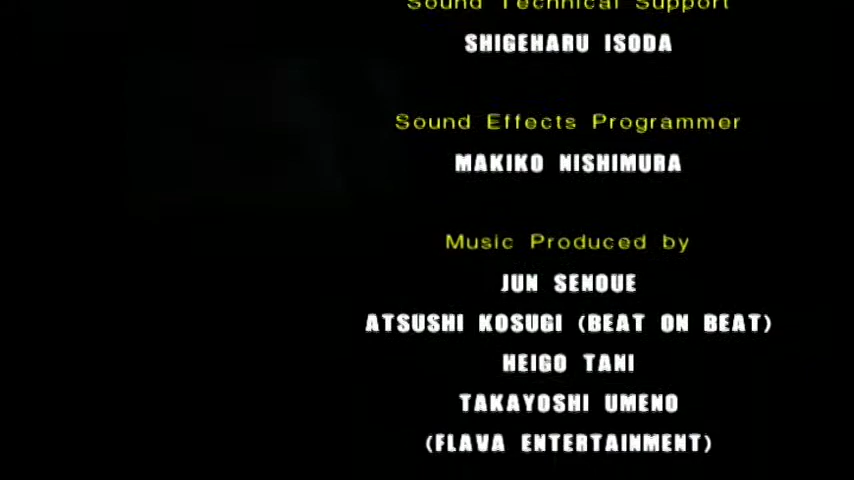 Sound Technical Support
SHIGEHARU ISODA
Sound Effects Programmer
MAKIKO NISHIMURA
Music Produced by
JUN SENOUE
ATSUSHI KOSUGI (BEAT ON BEAT)
HEIGO TANI
TAKAYOSHI UMENO
(FLAVA ENTERTAINMENT)